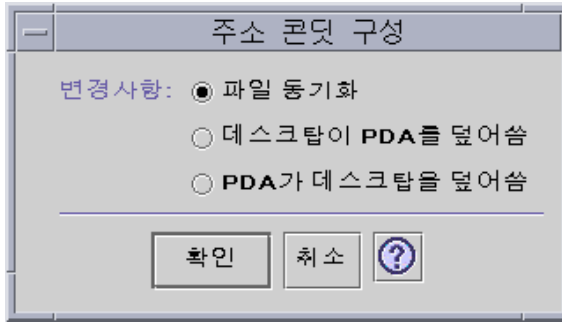 주소 콘딧 구성
변경사항: 파일 동기화
데스크탑이 PDA를 덮어씀
PDA가 데스크탑을 덮어씀
확인 취소 ?